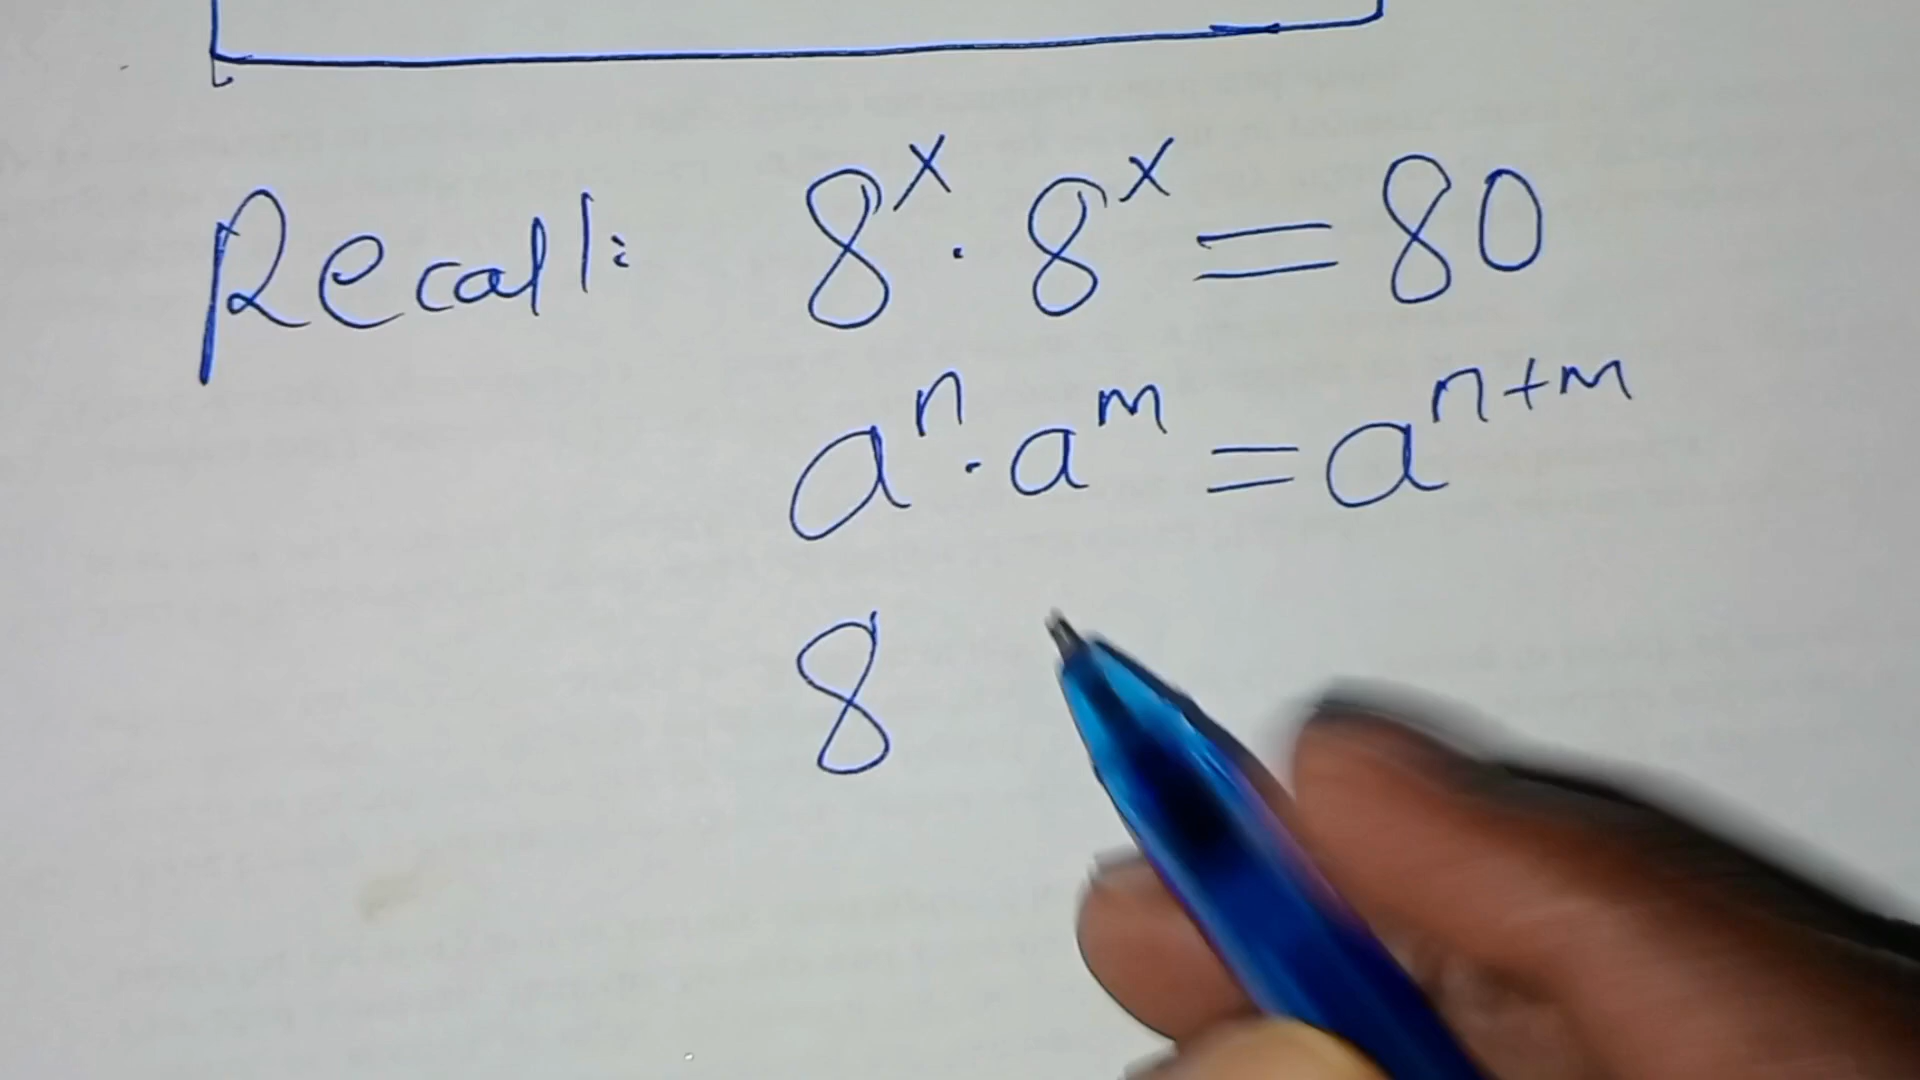 Recall: 8^x · 8^x = 80
a^n · a^m = a^{n+m}
8